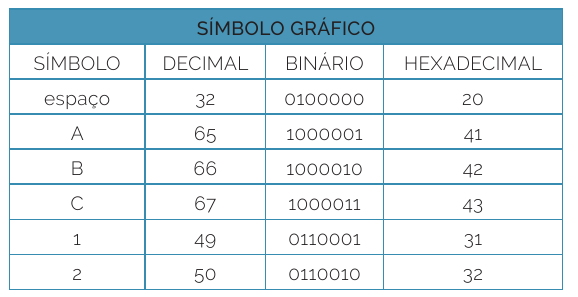 SÍMBOLO GRÁFICO
SÍMBOLO DECIMAL BINÁRIO HEXADECIMAL
espaço 32 0100000 20
A 65 1000001 41
B 66 1000010 42
C 67 1000011 43
1 49 0110001 31
2 50 0110010 32